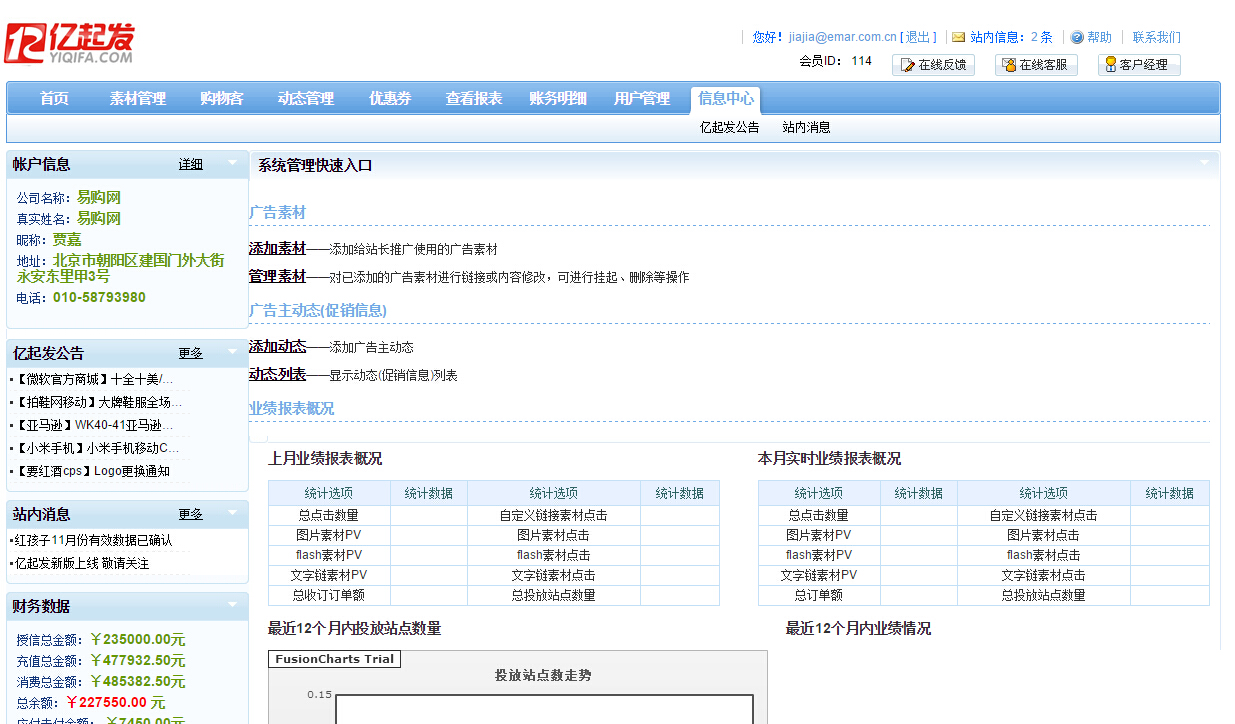 亿起发
YIQIFA.COM
您好！jiajia@emar.com.cn [ 退出 ] 站内信息：2 条 帮助 联系我们
会员ID： 114 在线反馈 在线客服 客户经理
首页 素材管理 购物客 动态管理 优惠券 查看报表 账务明细 用户管理 信息中心
亿起发公告 站内消息
帐户信息 详细
公司名称：易购网
真实姓名：易购网
昵称：贾嘉
地址：北京市朝阳区建国门外大街
永安东里甲3号
电话：010-58793980
亿起发公告 更多
【微软官方商城】十全十美/...
【拍鞋网移动】大牌鞋服全场...
【亚马逊】WK40-41亚马逊...
【小米手机】小米手机移动C...
【要红酒cps】Logo更换通知
站内消息 更多
红孩子11月份有效数据已确认
亿起发新版上线 敬请关注
财务数据
授信总金额：￥235000.00元
充值总金额：￥477932.50元
消费总金额：￥485382.50元
总余额：￥227550.00 元
应付未付金额：￥7450.00元
系统管理快速入口
广告素材
添加素材——添加给站长推广使用的广告素材
管理素材——对已添加的广告素材进行链接或内容修改，可进行挂起、删除等操作
广告主动态(促销信息)
添加动态——添加广告主动态
动态列表——显示动态(促销信息)列表
业绩报表概况
上月业绩报表概况
统计选项 统计数据 统计选项 统计数据
总点击数量 自定义链接素材点击
图片素材PV 图片素材点击
flash素材PV flash素材点击
文字链素材PV 文字链素材点击
总收订订单额 总投放站点数量
本月实时业绩报表概况
统计选项 统计数据 统计选项 统计数据
总点击数量 自定义链接素材点击
图片素材PV 图片素材点击
flash素材PV flash素材点击
文字链素材PV 文字链素材点击
总订单额 总投放站点数量
最近12个月内投放站点数量
最近12个月内业绩情况
FusionCharts Trial
投放站点数走势
0.15